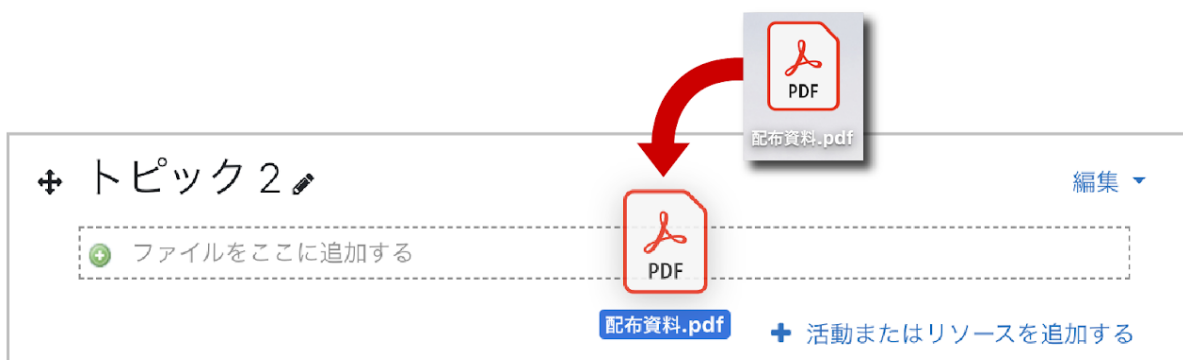 PDF
配布資料.pdf
トピック 2
編集
ファイルをここに追加する
PDF
配布資料.pdf
活動またはリソースを追加する